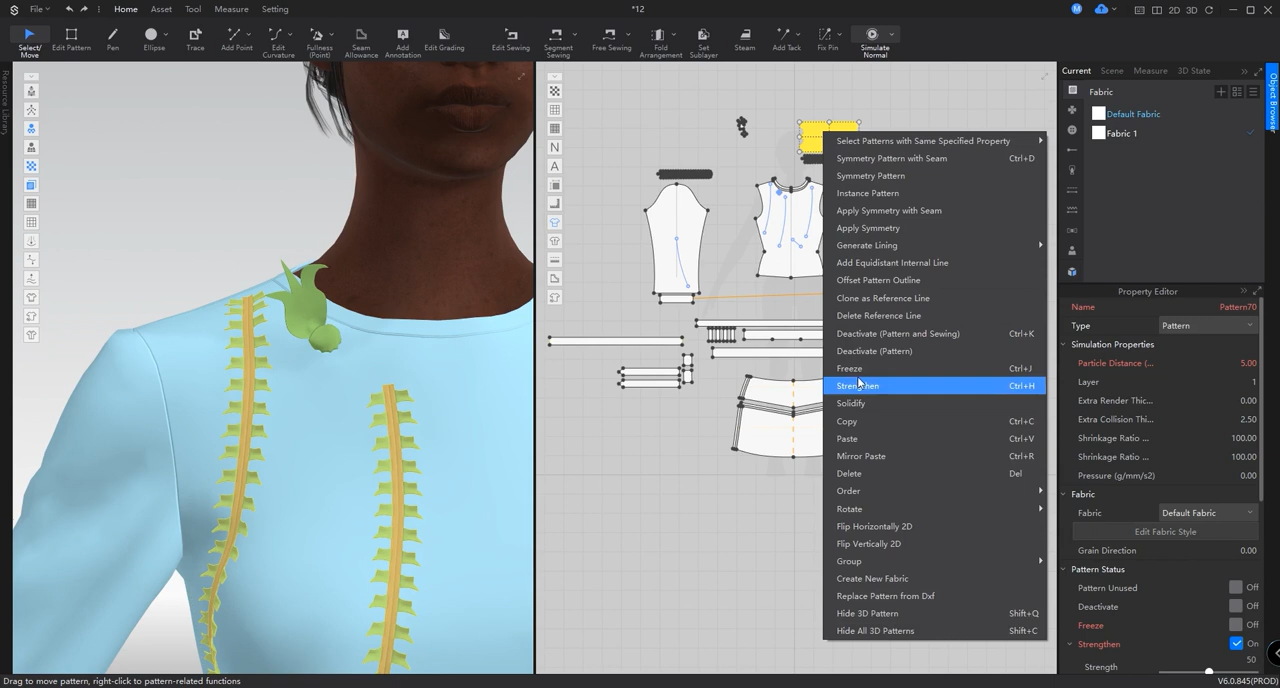 File
Home Asset Tool Measure Setting
*12
M
2D 3D
Select/ Move
Edit Pattern
Pen
Ellipse
Trace
Add Point
Edit Curvature
Fullness (Point)
Seam Allowance
Add Annotation
Edit Grading
Edit Sewing
Segment Sewing
Free Sewing
Fold Arrangement
Set Sublayer
Steam
Add Tack
Fix Pin
Simulate Normal
Resource Library
N
A
Select Patterns with Same Specified Property
Symmetry Pattern with Seam Ctrl+D
Symmetry Pattern
Instance Pattern
Apply Symmetry with Seam
Apply Symmetry
Generate Lining
Add Equidistant Internal Line
Offset Pattern Outline
Clone as Reference Line
Delete Reference Line
Deactivate (Pattern and Sewing) Ctrl+K
Deactivate (Pattern)
Freeze Ctrl+J
Strengthen Ctrl+H
Solidify
Copy Ctrl+C
Paste Ctrl+V
Mirror Paste Ctrl+R
Delete Del
Order
Rotate
Flip Horizontally 2D
Flip Vertically 2D
Group
Create New Fabric
Replace Pattern from Dxf
Hide 3D Pattern Shift+Q
Hide All 3D Patterns Shift+C
Current Scene Measure 3D State
Object Browser
Fabric
Default Fabric
Fabric 1
Property Editor
Name Pattern70
Type Pattern
Simulation Properties
Particle Distance (... 5.00
Layer 1
Extra Render Thic... 0.00
Extra Collision Thi... 2.50
Shrinkage Ratio ... 100.00
Shrinkage Ratio ... 100.00
Pressure (g/mm/s2) 0.00
Fabric
Fabric Default Fabric
Edit Fabric Style
Grain Direction 0.00
Pattern Status
Pattern Unused Off
Deactivate Off
Freeze Off
Strengthen On
50
Strength
Drag to move pattern, right-click to pattern-related functions
V6.0.845(PROD)